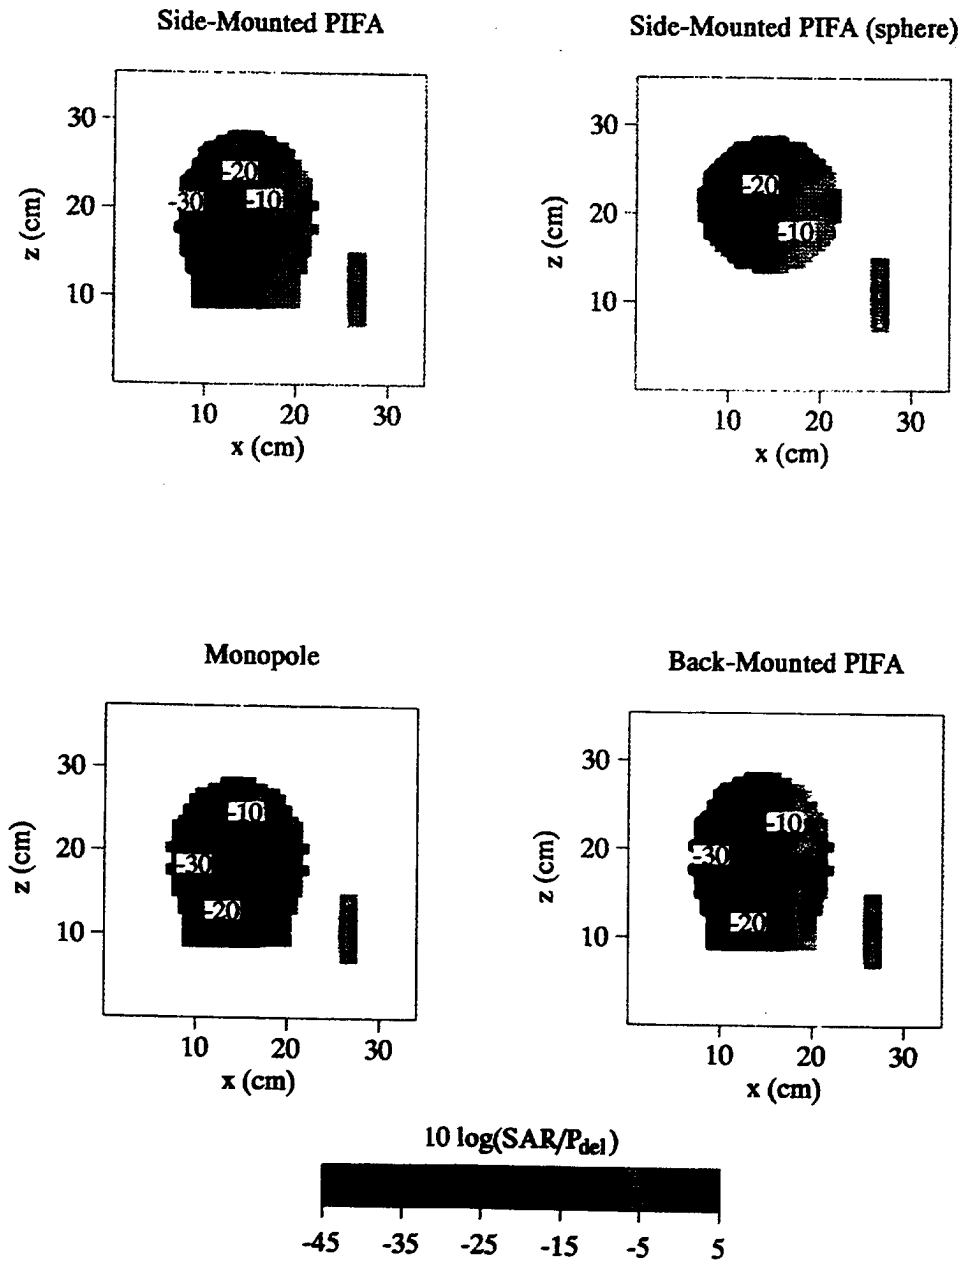 Side-Mounted PIFA
Side-Mounted PIFA (sphere)
30
20
10
z (cm)
-20
-30
-10
10 20 30
x (cm)
30
20
10
z (cm)
-20
-10
10 20 30
x (cm)
Monopole
Back-Mounted PIFA
30
20
10
z (cm)
-10
-30
-20
10 20 30
x (cm)
30
20
10
z (cm)
-10
-30
-20
10 20 30
x (cm)
10 log(SAR/Pdel)
-45 -35 -25 -15 -5 5